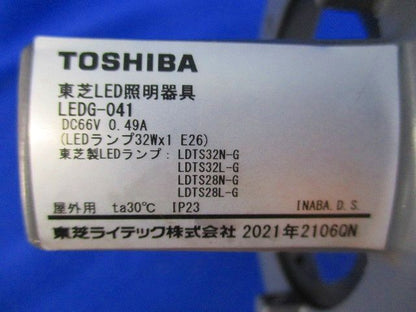 TOSHIBA
東芝LED照明器具
LEDG-041
DC66V 0.49A
(LEDランプ32Wx1 E26)
東芝製LEDランプ：LDTS32N-G
LDTS32L-G
LDTS28N-G
LDTS28L-G
屋外用 ta30℃ IP23 INABA.D.S.
東芝ライテック株式会社 2021年2106QN